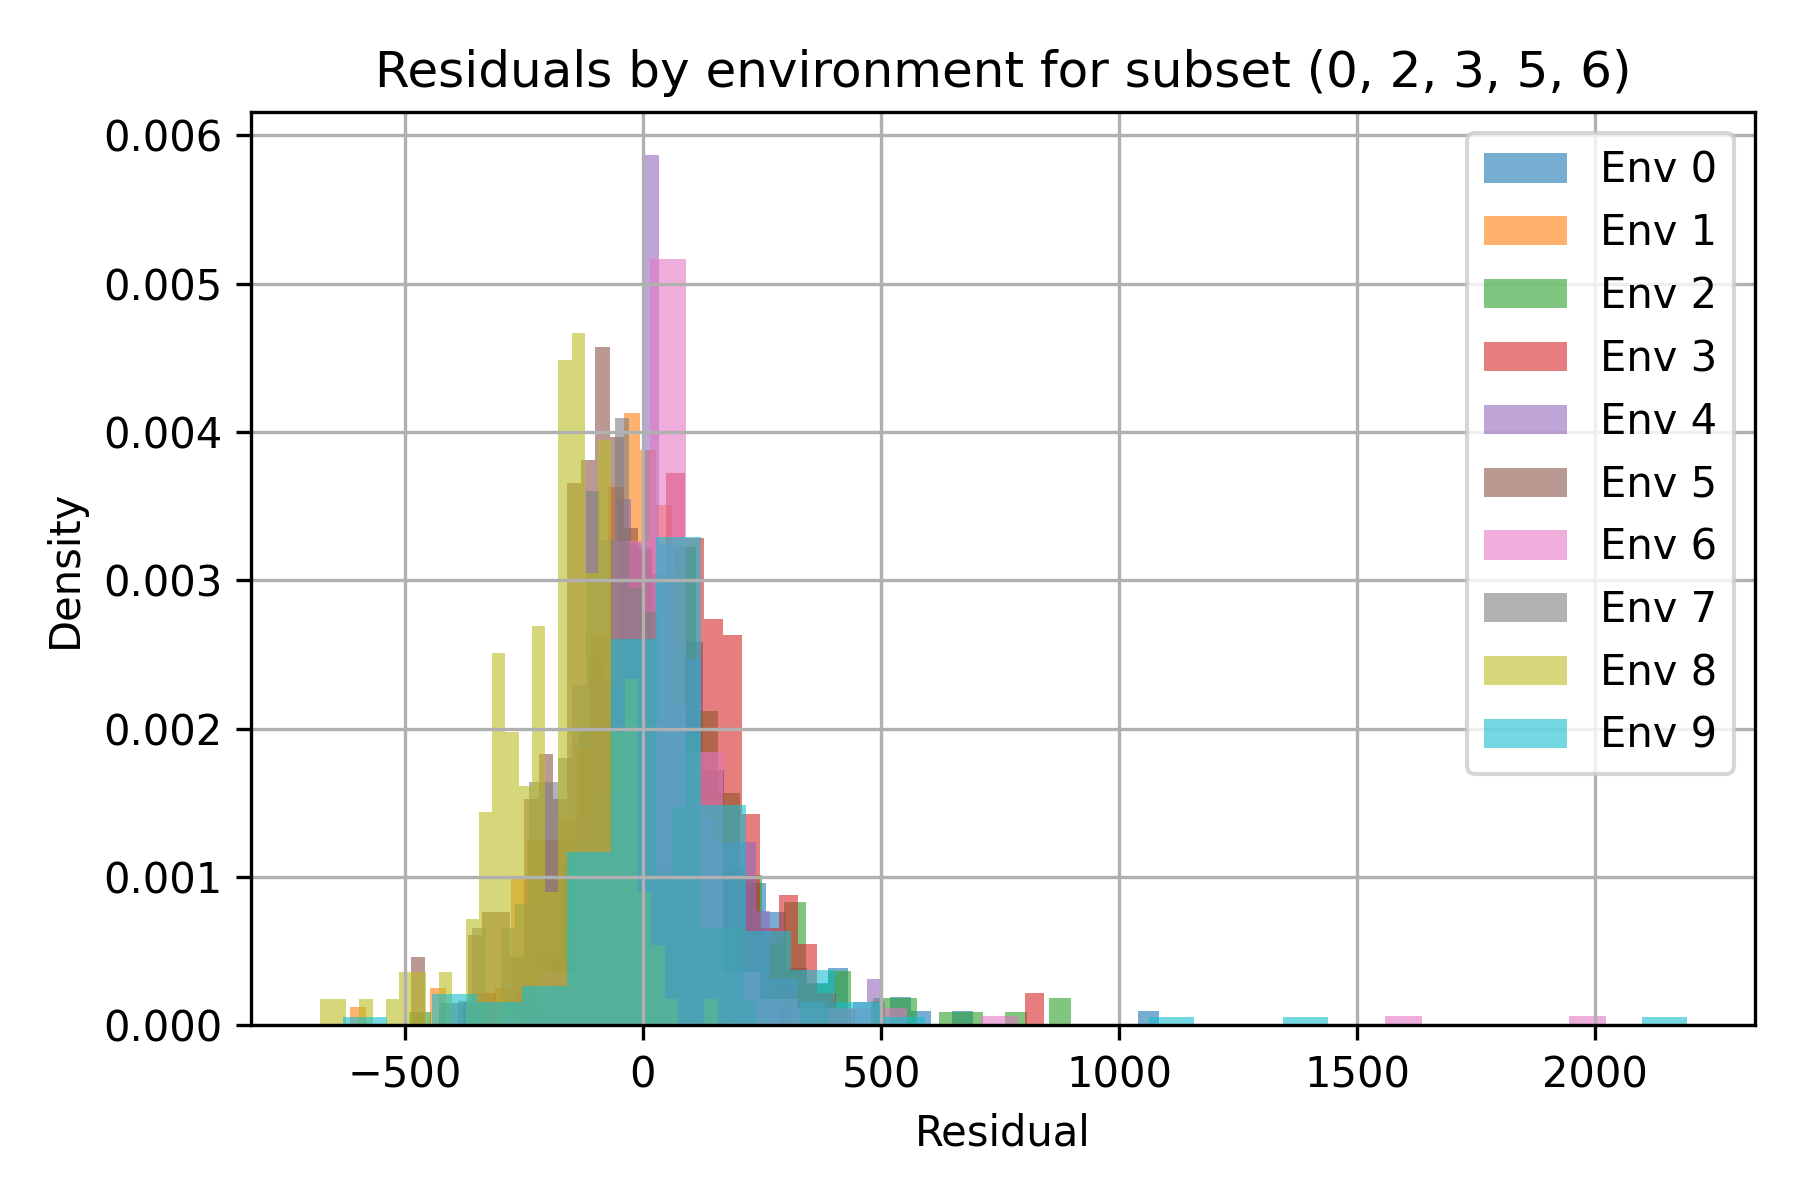 Residuals by environment for subset (0, 2, 3, 5, 6)
0.006
0.005
0.004
0.003
0.002
0.001
0.000
Density
−500
0
500
1000
1500
2000
Residual
Env 0
Env 1
Env 2
Env 3
Env 4
Env 5
Env 6
Env 7
Env 8
Env 9